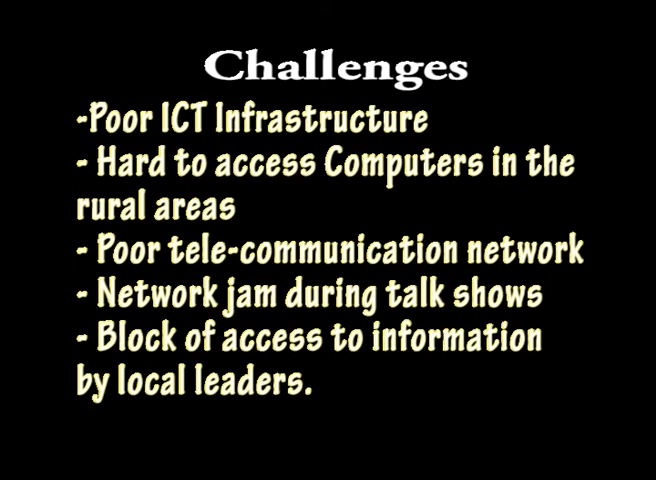 Challenges
-Poor ICT Infrastructure
- Hard to access Computers in the
rural areas
- Poor tele-communication network
- Network jam during talk shows
- Block of access to information
by local leaders.